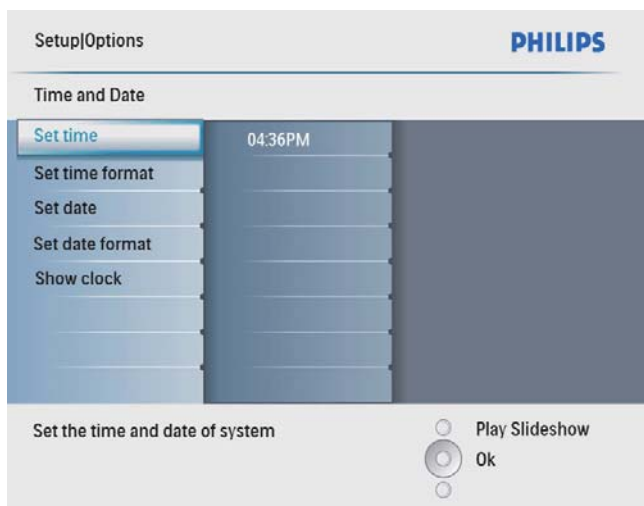 Setup|Options
PHILIPS
Time and Date
Set time
04:36PM
Set time format
Set date
Set date format
Show clock
Set the time and date of system
Play Slideshow
Ok